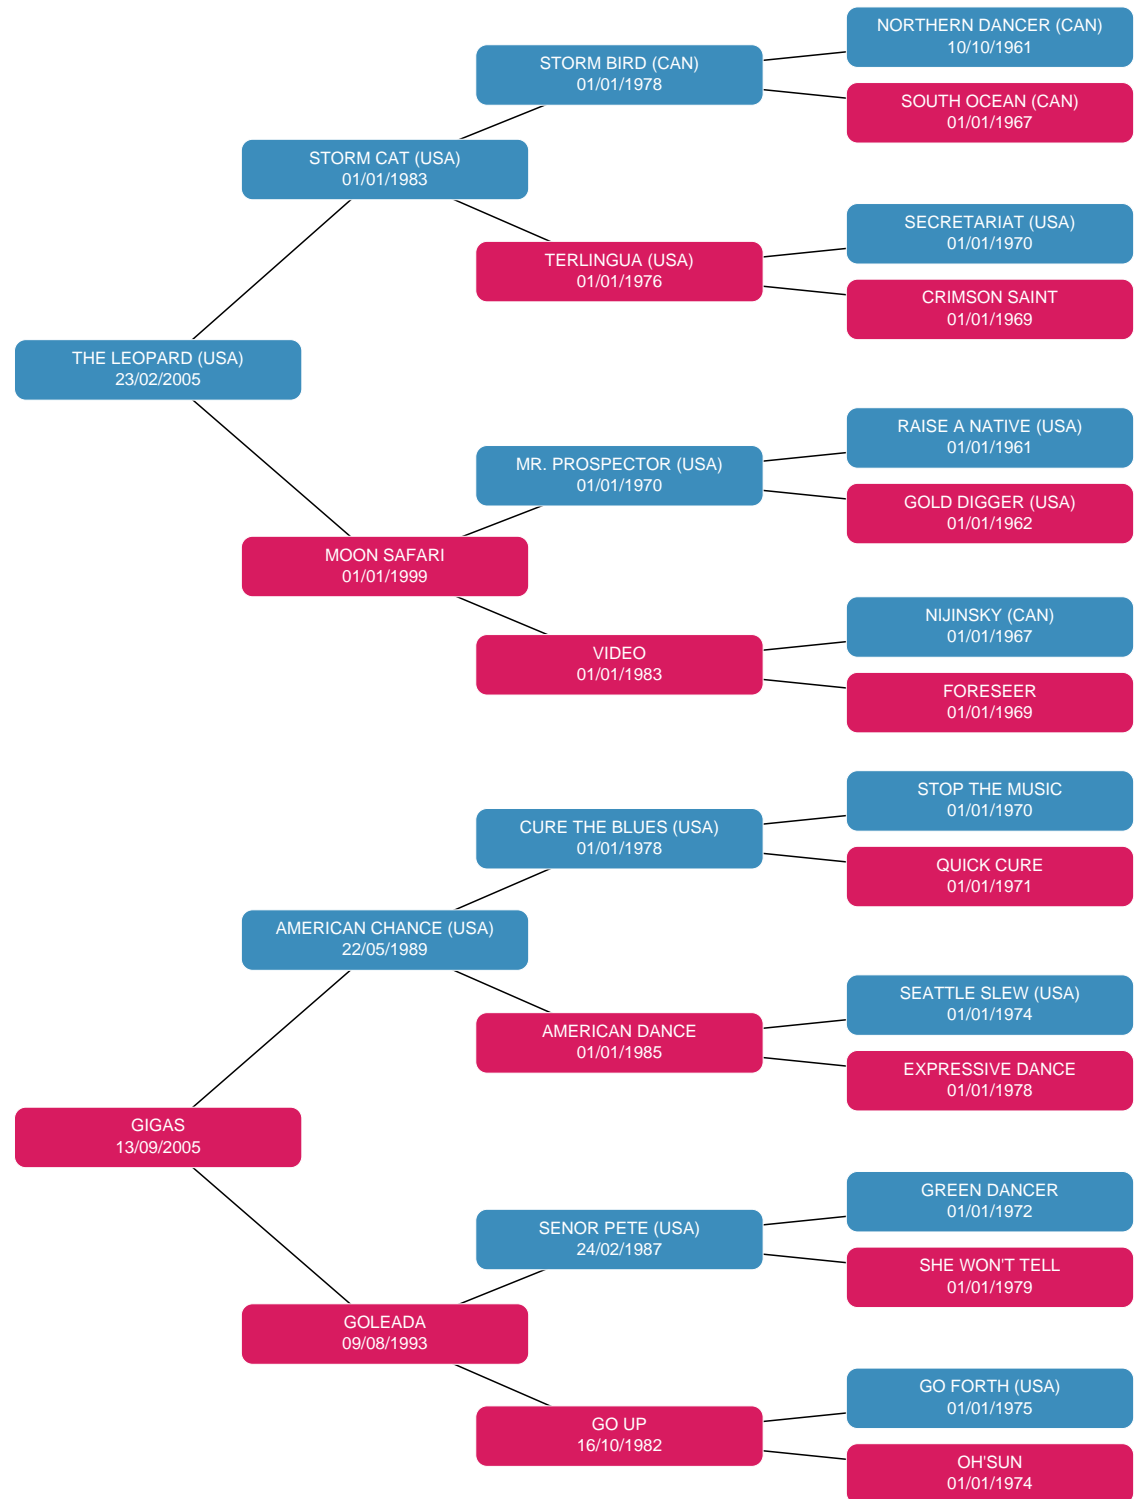 NORTHERN DANCER (CAN)
10/10/1961
STORM BIRD (CAN)
01/01/1978
SOUTH OCEAN (CAN)
01/01/1967
STORM CAT (USA)
01/01/1983
SECRETARIAT (USA)
01/01/1970
TERLINGUA (USA)
01/01/1976
CRIMSON SAINT
01/01/1969
THE LEOPARD (USA)
23/02/2005
RAISE A NATIVE (USA)
01/01/1961
MR. PROSPECTOR (USA)
01/01/1970
GOLD DIGGER (USA)
01/01/1962
MOON SAFARI
01/01/1999
NIJINSKY (CAN)
01/01/1967
VIDEO
01/01/1983
FORESEER
01/01/1969
STOP THE MUSIC
01/01/1970
CURE THE BLUES (USA)
01/01/1978
QUICK CURE
01/01/1971
AMERICAN CHANCE (USA)
22/05/1989
SEATTLE SLEW (USA)
01/01/1974
AMERICAN DANCE
01/01/1985
EXPRESSIVE DANCE
01/01/1978
GIGAS
13/09/2005
GREEN DANCER
01/01/1972
SENOR PETE (USA)
24/02/1987
SHE WON'T TELL
01/01/1979
GOLEADA
09/08/1993
GO FORTH (USA)
01/01/1975
GO UP
16/10/1982
OH'SUN
01/01/1974